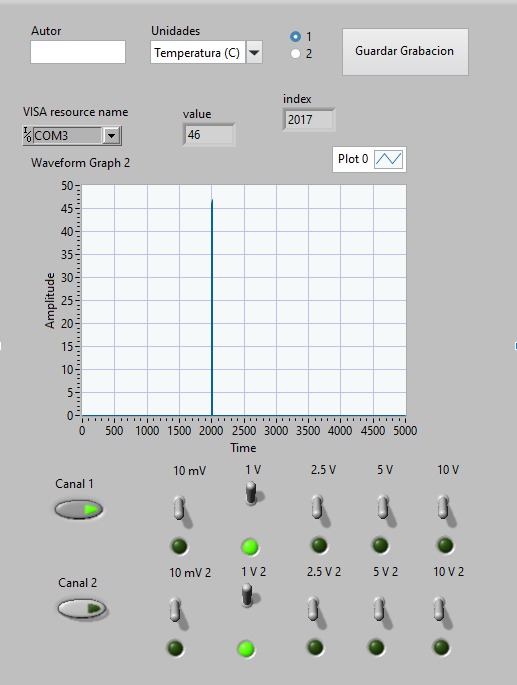 Autor
Unidades
Temperatura (C)
1
2
Guardar Grabacion
VISA resource name
COM3
value
46
index
2017
Waveform Graph 2
Plot 0
Amplitude
50
45
40
35
30
25
20
15
10
5
0
0 500 1000 1500 2000 2500 3000 3500 4000 4500 5000
Time
Canal 1
10 mV 1 V 2.5 V 5 V 10 V
Canal 2
10 mV 2 1 V 2 2.5 V 2 5 V 2 10 V 2